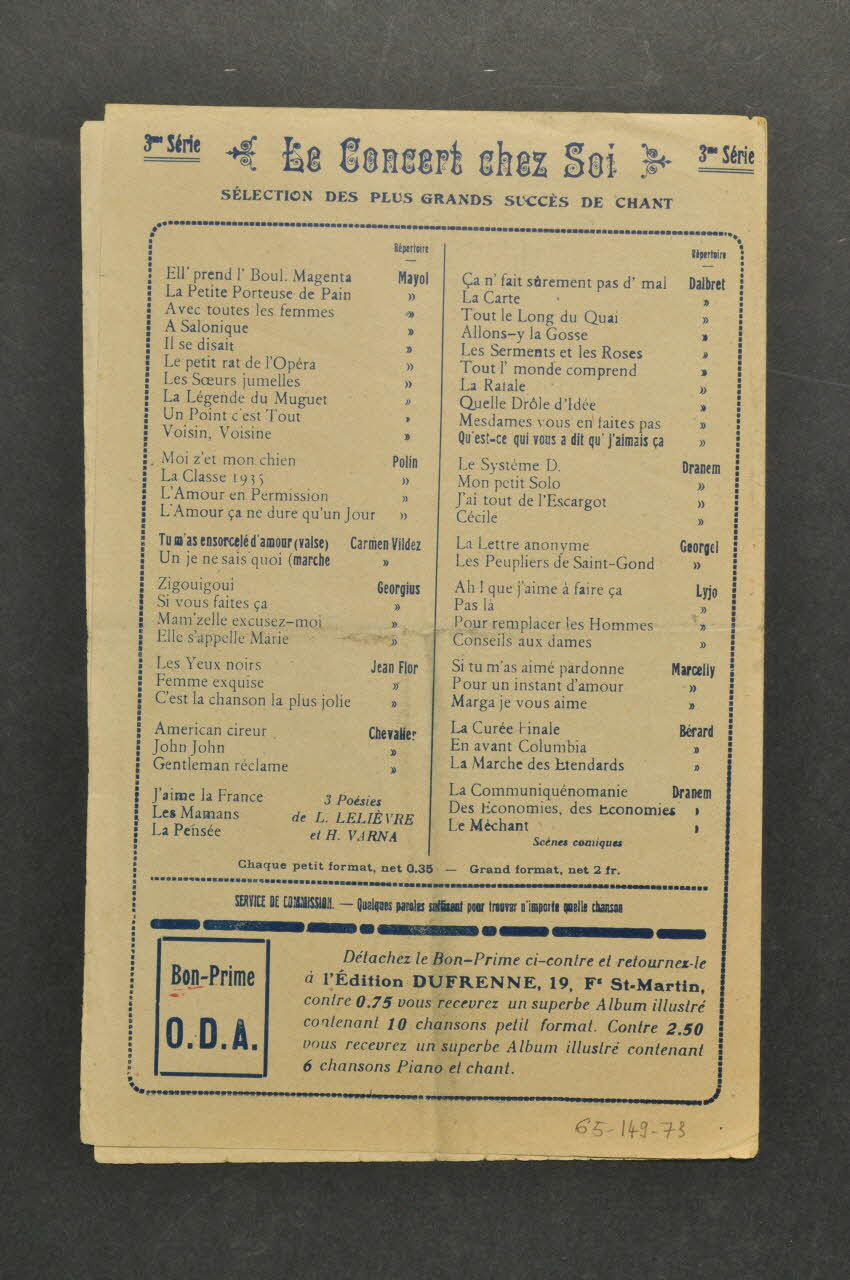 3me Série
Le Concert chez Soi
3me Série
SÉLECTION DES PLUS GRANDS SUCCÈS DE CHANT
Répertoire
Ell' prend l' Boul. Magenta Mayol
La Petite Porteuse de Pain »
Avec toutes les femmes »
A Salonique »
Il se disait »
Le petit rat de l'Opéra »
Les Sœurs jumelles »
La Légende du Muguet »
Un Point c'est Tout »
Voisin, Voisine »
Moi z'et mon chien Polin
La Classe 1935 »
L'Amour en Permission »
L'Amour ça ne dure qu'un Jour »
Tu m'as ensorcelé d'amour (valse) Carmen Vildez
Un je ne sais quoi (marche »
Zigouigoui Georgius
Si vous faites ça »
Mam'zelle excusez-moi »
Elle s'appelle Marie »
Les Yeux noirs Jean Flor
Femme exquise »
C'est la chanson la plus jolie »
American cireur Chevalier
John John »
Gentleman réclame »
J'aime la France 3 Poésies
Les Mamans de L. LELIÈVRE
La Pensée et H. VARNA
Répertoire
Ça n' fait sûrement pas d' mal Dalbret
La Carte »
Tout le Long du Quai »
Allons-y la Gosse »
Les Serments et les Roses »
Tout l' monde comprend »
La Rafale »
Quelle Drôle d'Idée »
Mesdames vous en faites pas »
Qu'est-ce qui vous a dit qu' j'aimais ça »
Le Systéme D. Dranem
Mon petit Solo »
J'ai tout de l'Escargot »
Cécile »
La Lettre anonyme Georgel
Les Peupliers de Saint-Gond »
Ah ! que j'aime à faire ça Lyjo
Pas là »
Pour remplacer les Hommes »
Conseils aux dames »
Si tu m'as aimé pardonne Marcelly
Pour un instant d'amour »
Marga je vous aime »
La Curée Finale Bérard
En avant Columbia »
La Marche des Etendards »
La Communiquénomanie Dranem
Des Economies, des Economies »
Le Méchant »
Scènes comiques
Chaque petit format, net 0.35 — Grand format, net 2 fr.
SERVICE DE COMMISSION. — Quelques paroles suffisent pour trouver n'importe quelle chanson
Bon-Prime
O.D.A.
Détachez le Bon-Prime ci-contre et retournez-le
à l'Édition DUFRENNE, 19, Fg St-Martin,
contre 0.75 vous recevrez un superbe Album illustré
contenant 10 chansons petit format. Contre 2.50
vous recevrez un superbe Album illustré contenant
6 chansons Piano et chant.
65-149-73